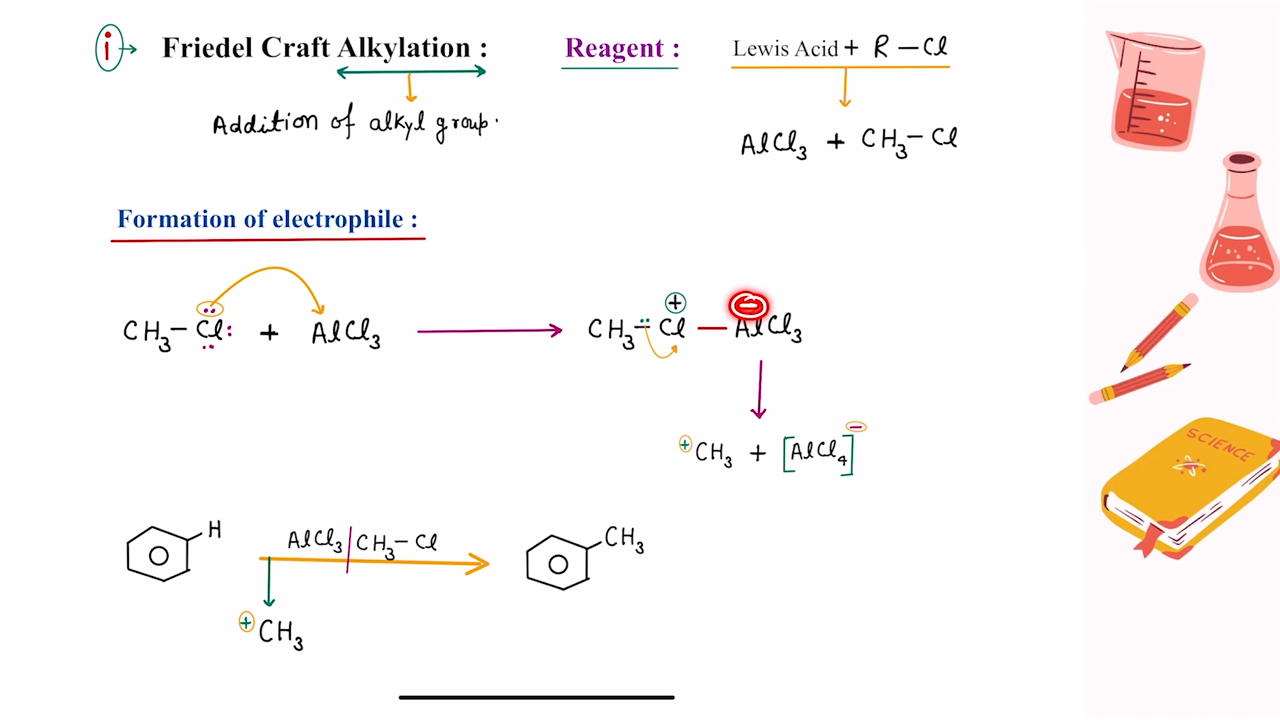 i → Friedel Craft Alkylation :
Addition of alkyl group.
Reagent :
Lewis Acid + R — Cl
AlCl₃ + CH₃ — Cl
Formation of electrophile :
CH₃ — Cl: + AlCl₃ → CH₃ — Cl⊕ — AlCl₃⊖
⊕CH₃ + [AlCl₄]⊖
H
AlCl₃ | CH₃ — Cl
CH₃
⊕CH₃
SCIENCE